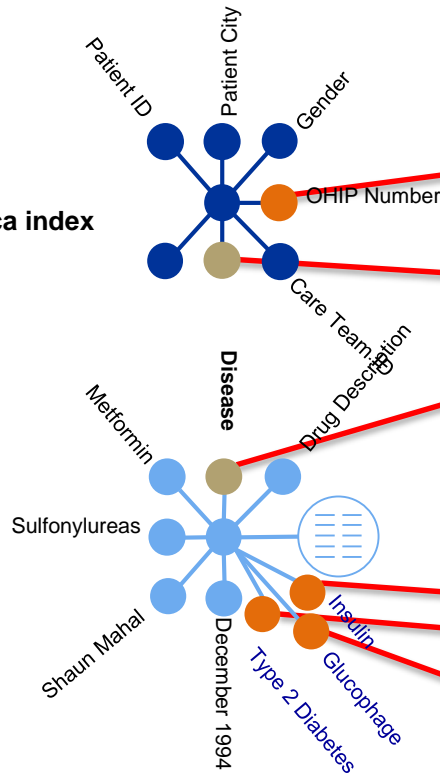 Patient ID
Patient City
Gender
OHIP Number
ca index
Care Team ID
Disease
Drug Description
Metformin
Sulfonylureas
Shaun Mahal
December 1994
Insulin
Glucophage
Type 2 Diabetes